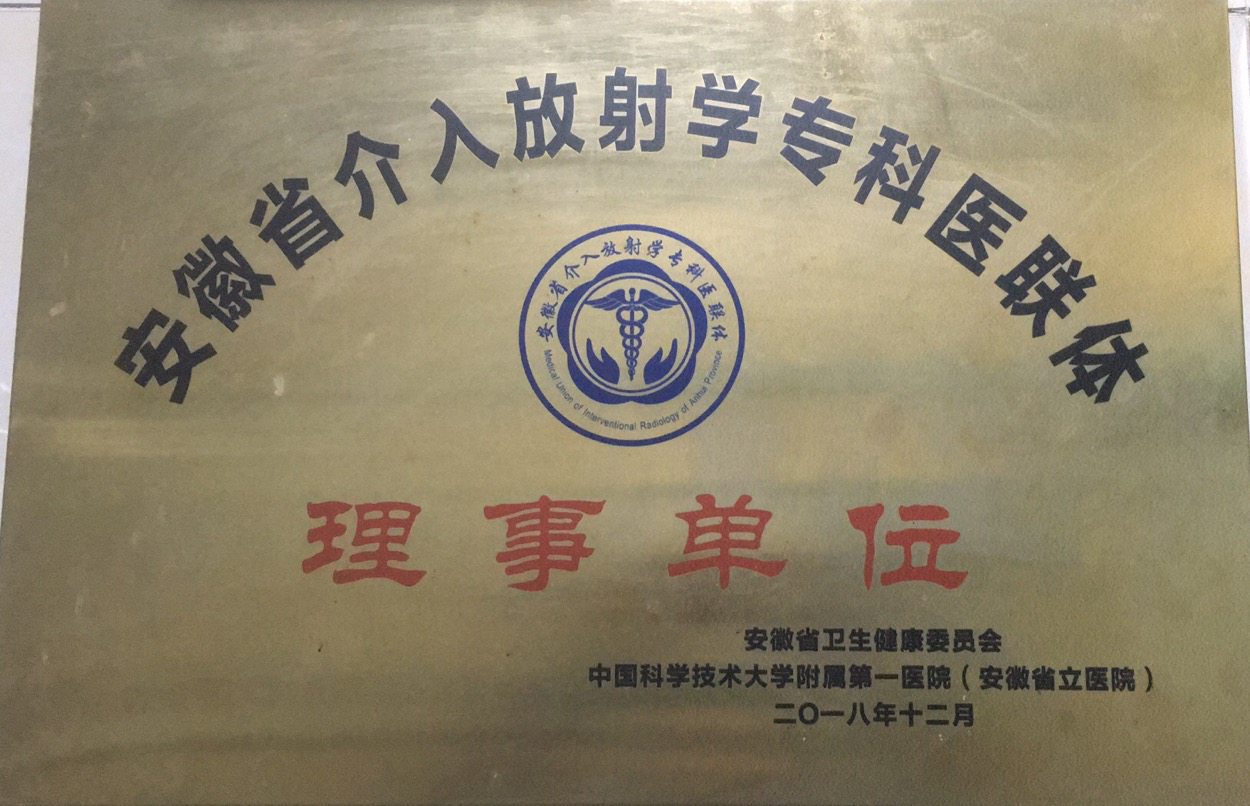 安徽省介入放射学专科医联体
安徽省介入放射学专科医联体
Medical Union of Interventional Radiology of Anhui Province
理事单位
安徽省卫生健康委员会
中国科学技术大学附属第一医院（安徽省立医院）
二〇一八年十二月